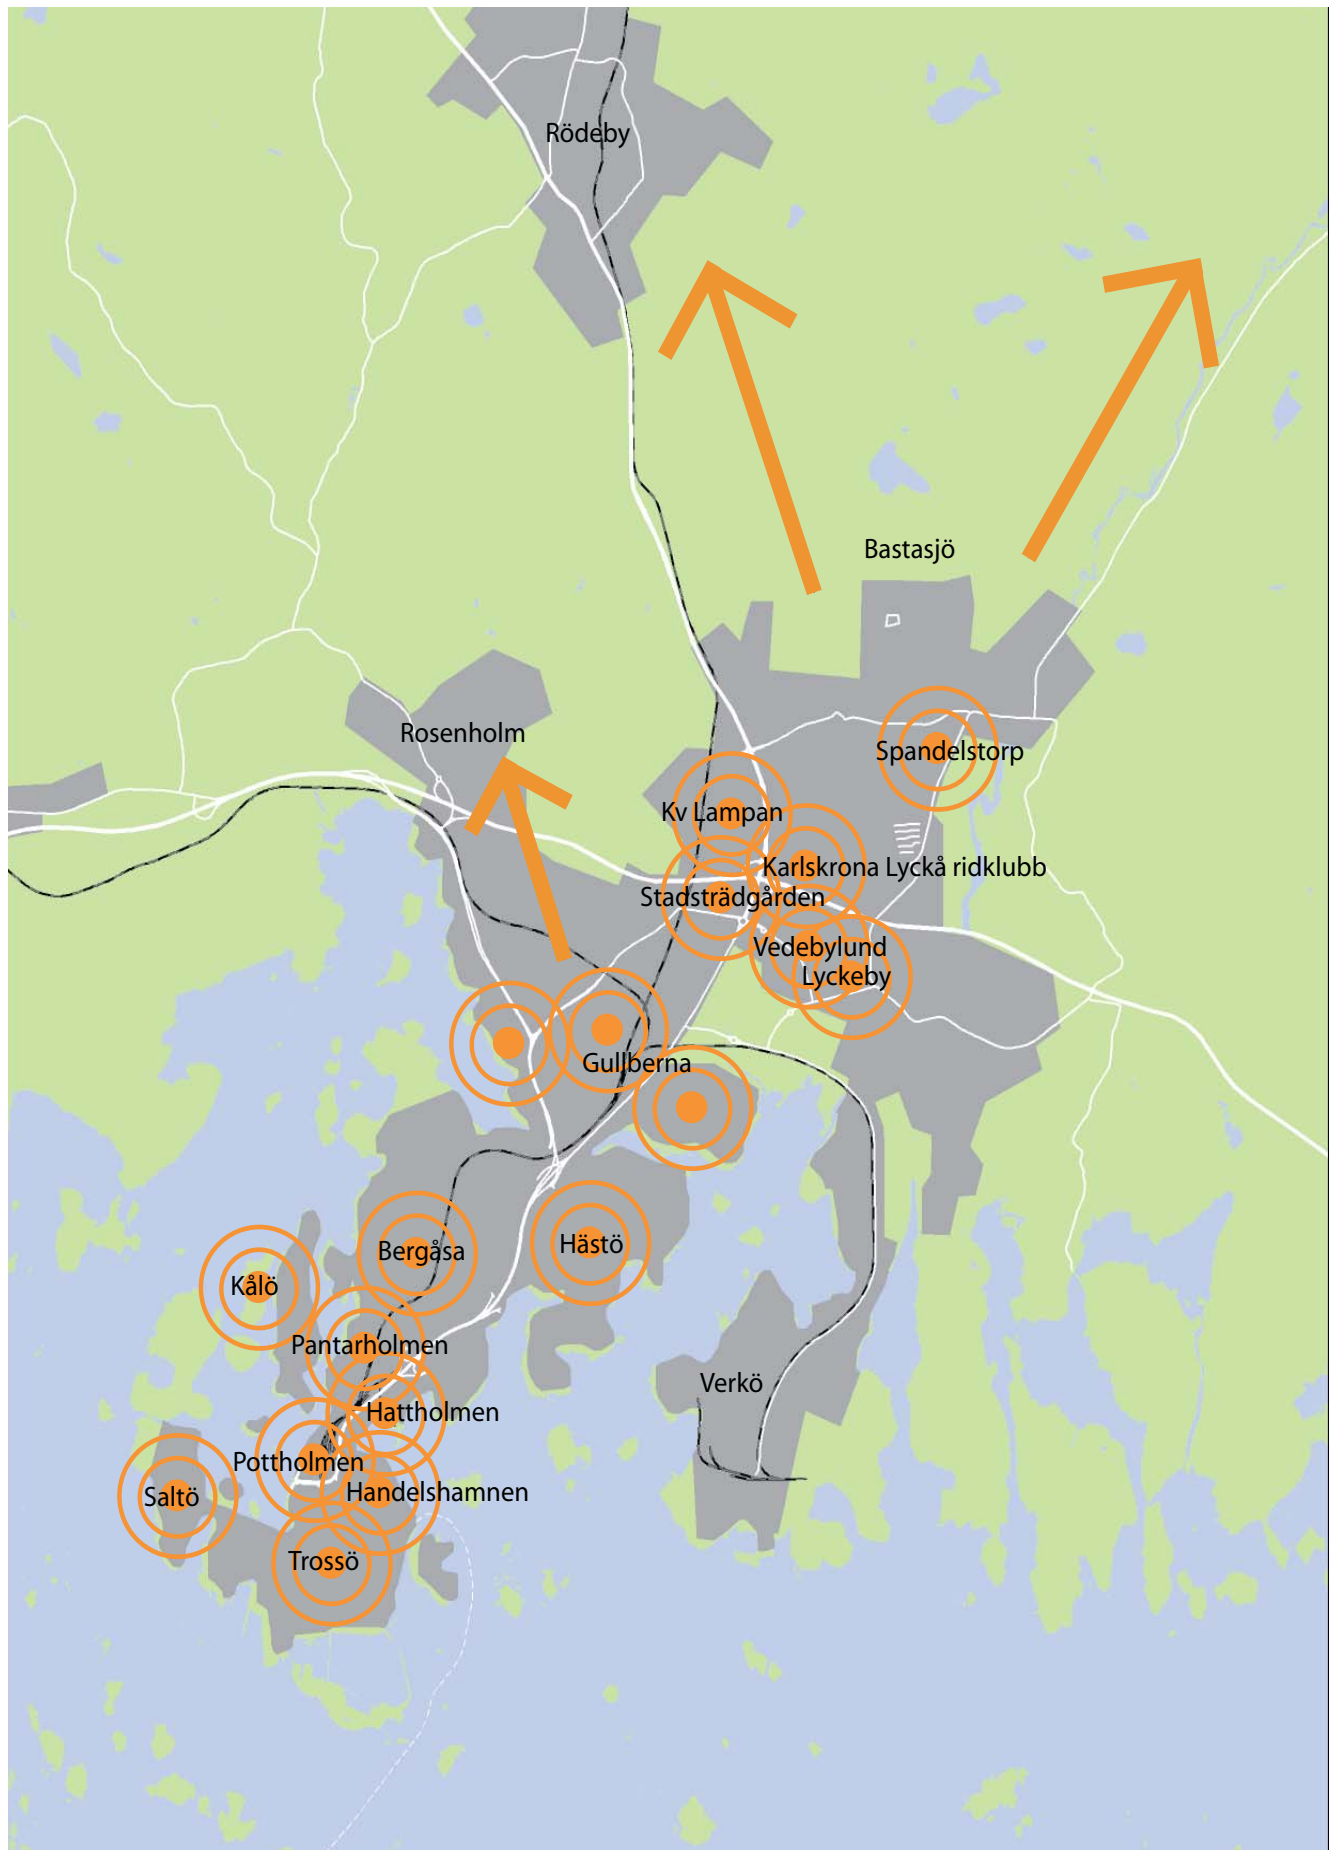 Rödeby
Bastasjö
Rosenholm
Spandelstorp
Kv Lampan
Karlskrona Lyckå ridklubb
Stadsträdgården
Vedebylund
Lyckeby
Gullberna
Bergåsa
Hästö
Kålö
Pantarholmen
Verkö
Hattholmen
Pottholmen
Handelshamnen
Saltö
Trossö